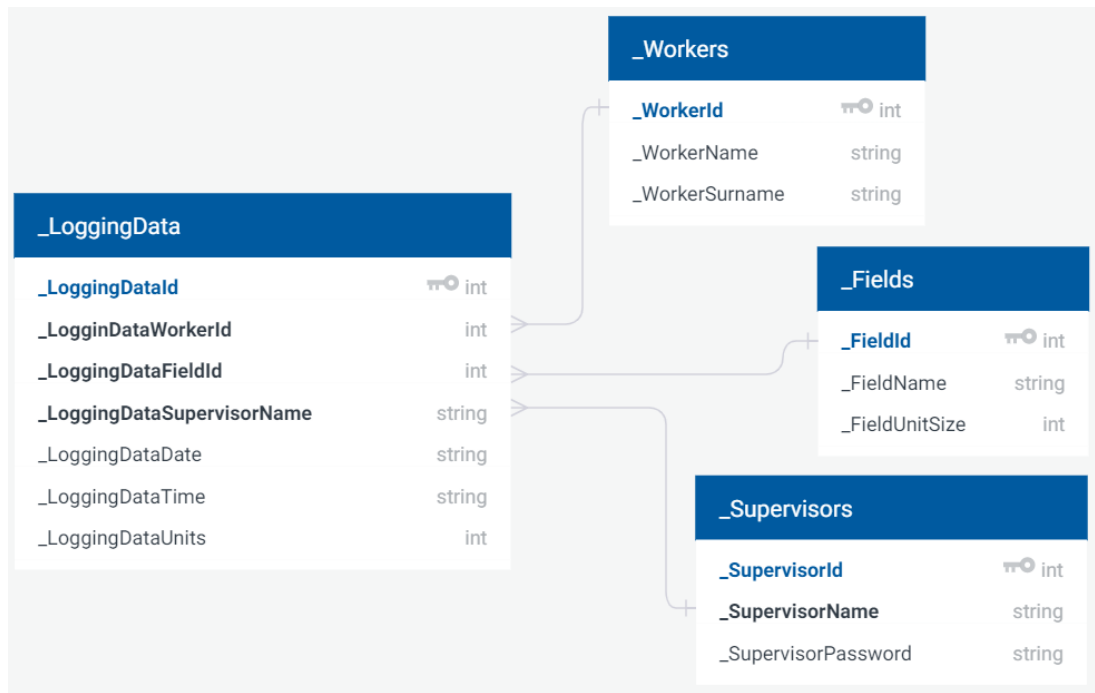 _Workers
_WorkerId int
_WorkerName string
_WorkerSurname string
_LoggingData
_LoggingDataId int
_LogginDataWorkerId int
_LoggingDataFieldId int
_LoggingDataSupervisorName string
_LoggingDataDate string
_LoggingDataTime string
_LoggingDataUnits int
_Fields
_FieldId int
_FieldName string
_FieldUnitSize int
_Supervisors
_SupervisorId int
_SupervisorName string
_SupervisorPassword string